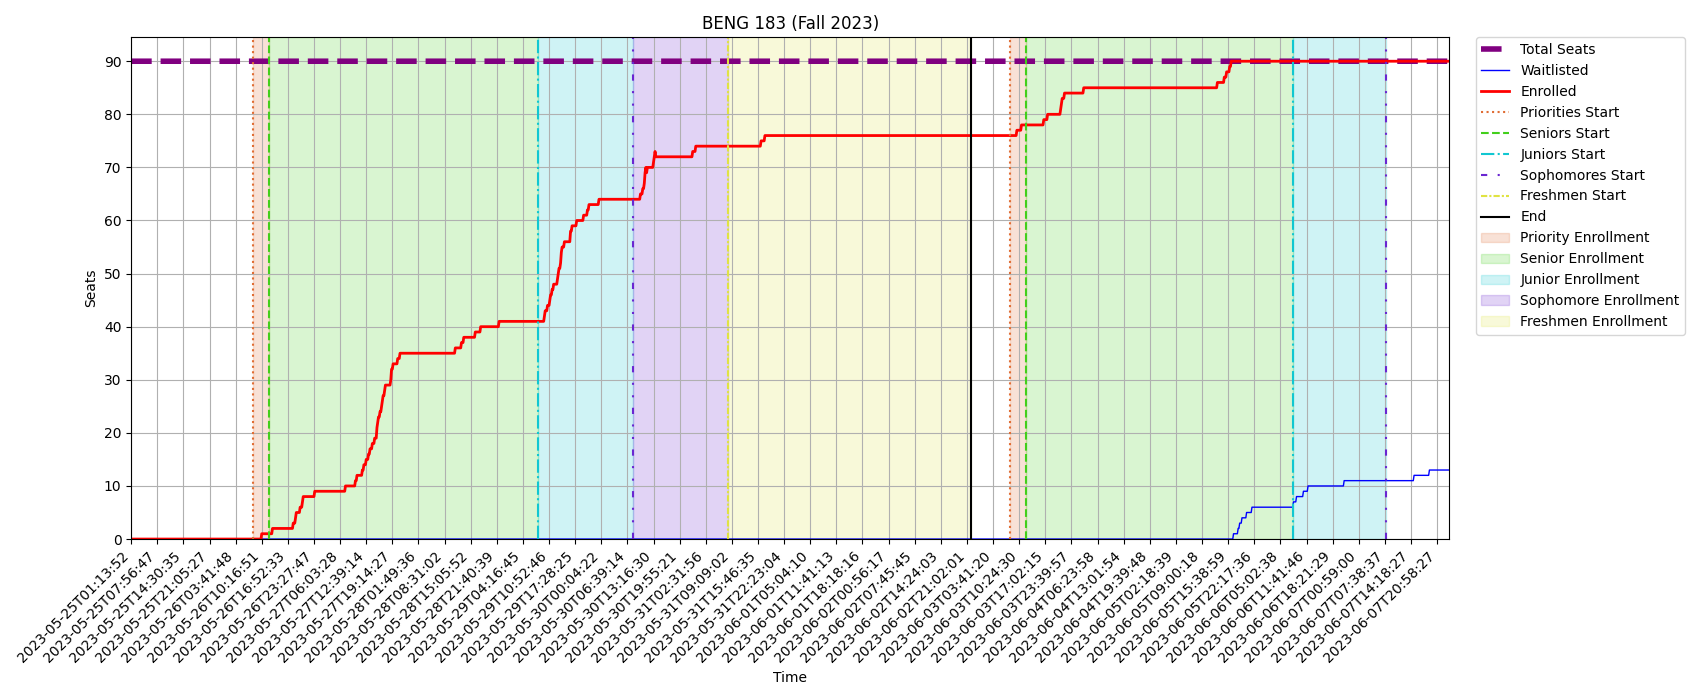 BENG 183 (Fall 2023)
Seats
90
80
70
60
50
40
30
20
10
0
2023-05-25T01:13:52
2023-05-25T07:56:47
2023-05-25T14:30:35
2023-05-25T21:05:27
2023-05-26T03:41:48
2023-05-26T10:16:51
2023-05-26T16:52:33
2023-05-26T23:27:47
2023-05-27T06:03:28
2023-05-27T12:39:14
2023-05-27T19:14:27
2023-05-28T01:49:36
2023-05-28T08:31:02
2023-05-28T15:05:52
2023-05-28T21:40:39
2023-05-29T04:16:45
2023-05-29T10:52:46
2023-05-29T17:28:25
2023-05-30T00:04:22
2023-05-30T06:39:14
2023-05-30T13:16:30
2023-05-30T19:55:21
2023-05-31T02:31:56
2023-05-31T09:09:02
2023-05-31T15:46:35
2023-05-31T22:23:04
2023-06-01T05:04:10
2023-06-01T11:41:13
2023-06-01T18:18:16
2023-06-02T00:56:17
2023-06-02T07:45:45
2023-06-02T14:24:03
2023-06-02T21:02:01
2023-06-03T03:41:20
2023-06-03T10:24:30
2023-06-03T17:02:15
2023-06-03T23:39:57
2023-06-04T06:23:58
2023-06-04T13:01:54
2023-06-04T19:39:48
2023-06-05T02:18:39
2023-06-05T09:00:18
2023-06-05T15:38:59
2023-06-05T22:17:36
2023-06-06T05:02:38
2023-06-06T11:41:46
2023-06-06T18:21:29
2023-06-07T00:59:00
2023-06-07T07:38:37
2023-06-07T14:18:27
2023-06-07T20:58:27
Time
Total Seats
Waitlisted
Enrolled
Priorities Start
Seniors Start
Juniors Start
Sophomores Start
Freshmen Start
End
Priority Enrollment
Senior Enrollment
Junior Enrollment
Sophomore Enrollment
Freshmen Enrollment